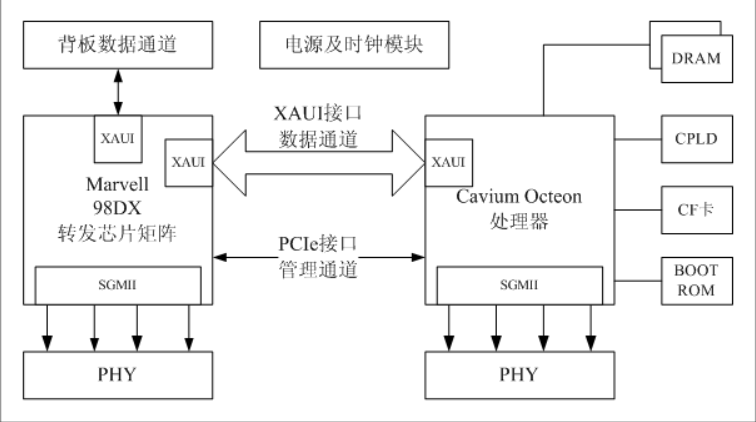 背板数据通道
电源及时钟模块
DRAM
XAUI
XAUI接口
数据通道
XAUI
XAUI
CPLD
Marvell
98DX
转发芯片矩阵
Cavium Octeon
处理器
CF卡
PCIe接口
管理通道
BOOT
ROM
SGMII
SGMII
PHY
PHY